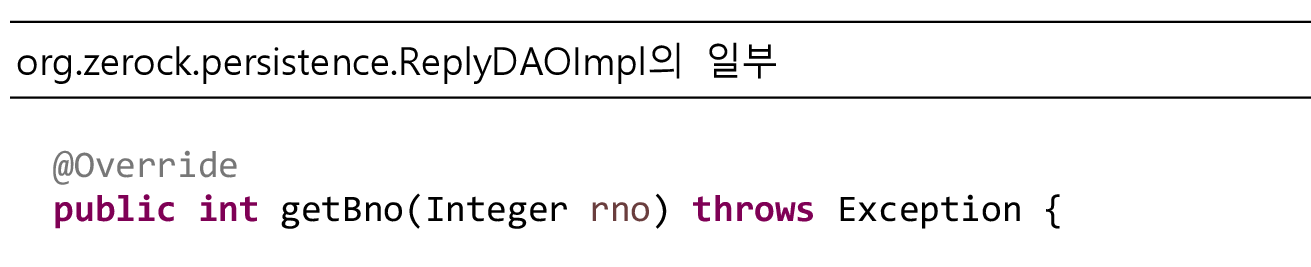 org.zerock.persistence.ReplyDAOImpl의 일부
@Override
public int getBno(Integer rno) throws Exception {